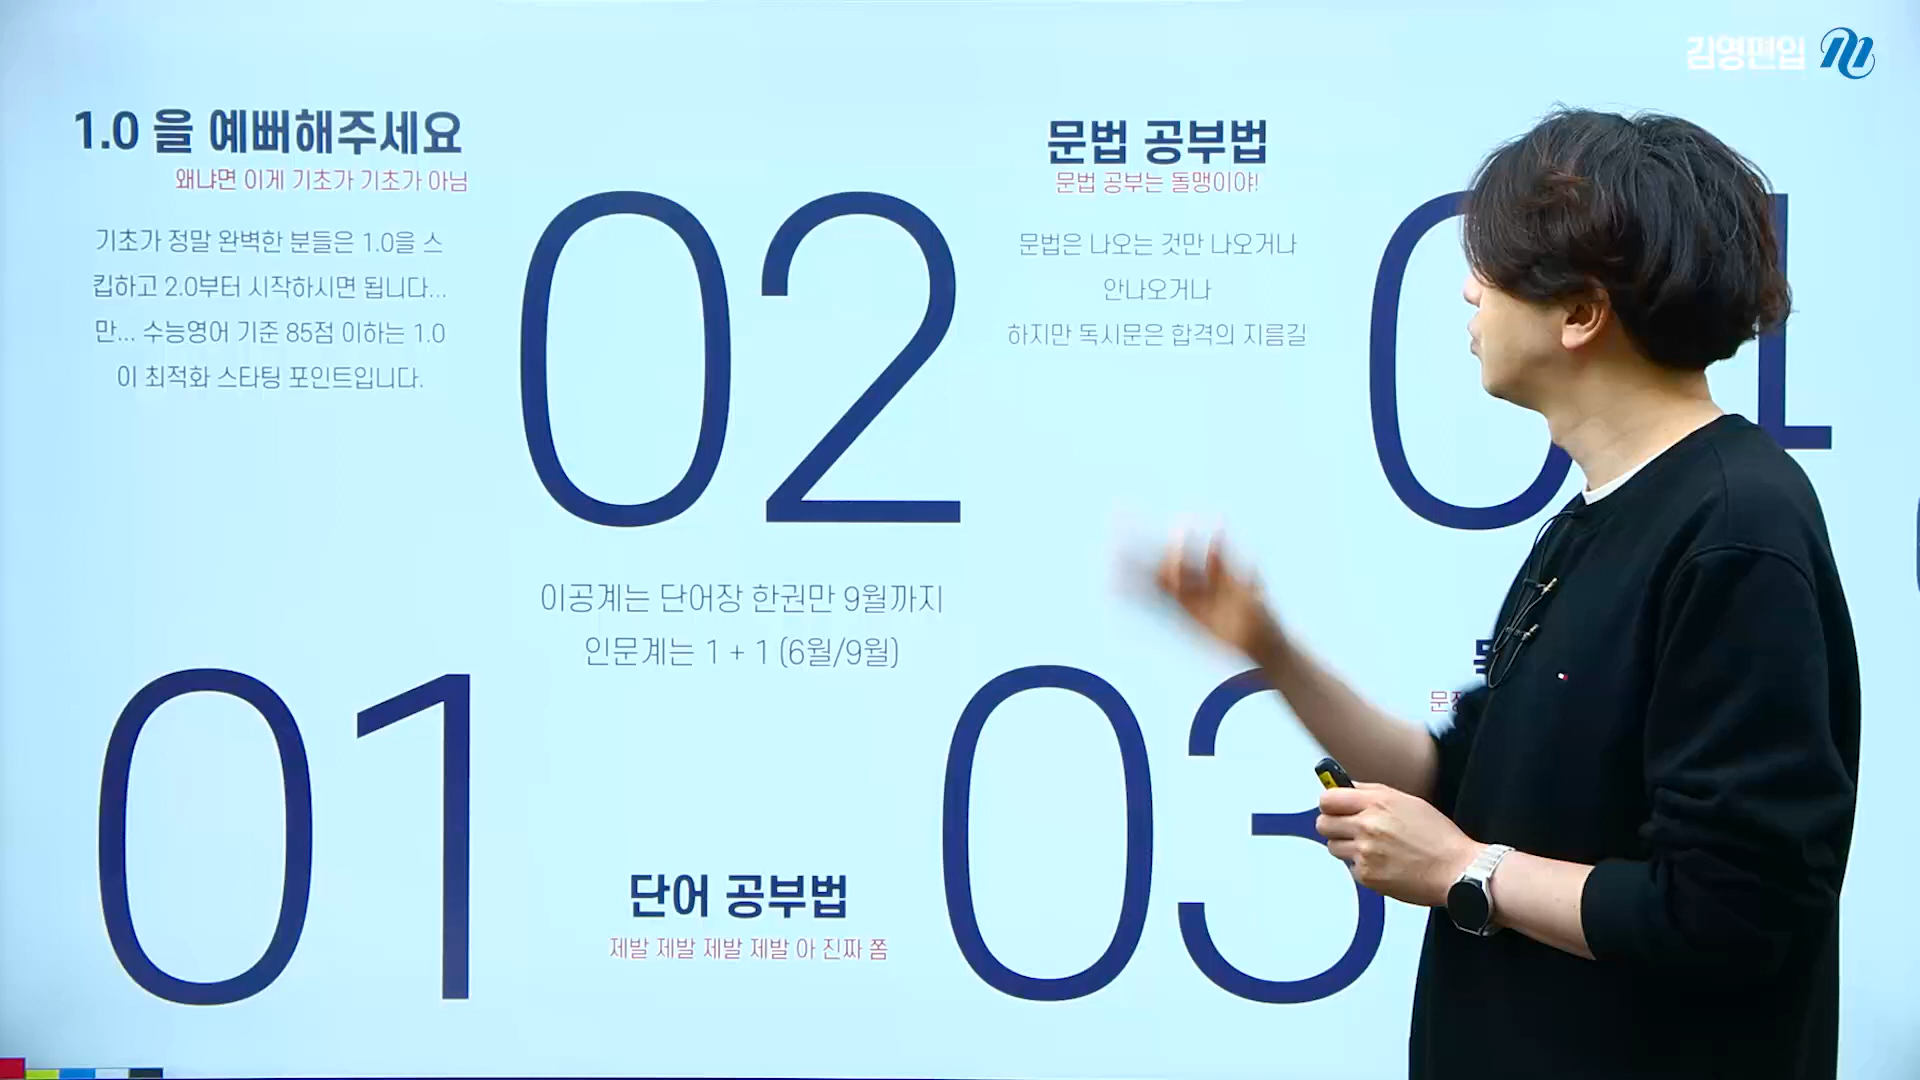 김영편입
1.0 을 예뻐해주세요
왜냐면 이게 기초가 기초가 아님
기초가 정말 완벽한 분들은 1.0을 스
킵하고 2.0부터 시작하시면 됩니다...
만... 수능영어 기준 85점 이하는 1.0
이 최적화 스타팅 포인트입니다.
01
02
이공계는 단어장 한권만 9월까지
인문계는 1 + 1 (6월/9월)
단어 공부법
제발 제발 제발 제발 아 진짜 쫌
문법 공부법
문법 공부는 돌맹이야!
문법은 나오는 것만 나오거나
안나오거나
하지만 독시문은 합격의 지름길
03
04